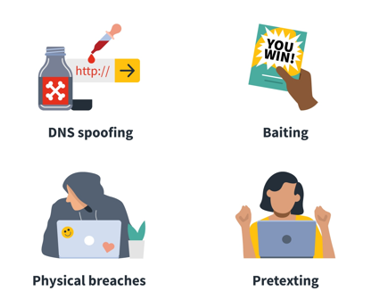 http://
YOU
WIN!
DNS spoofing
Baiting
Physical breaches
Pretexting